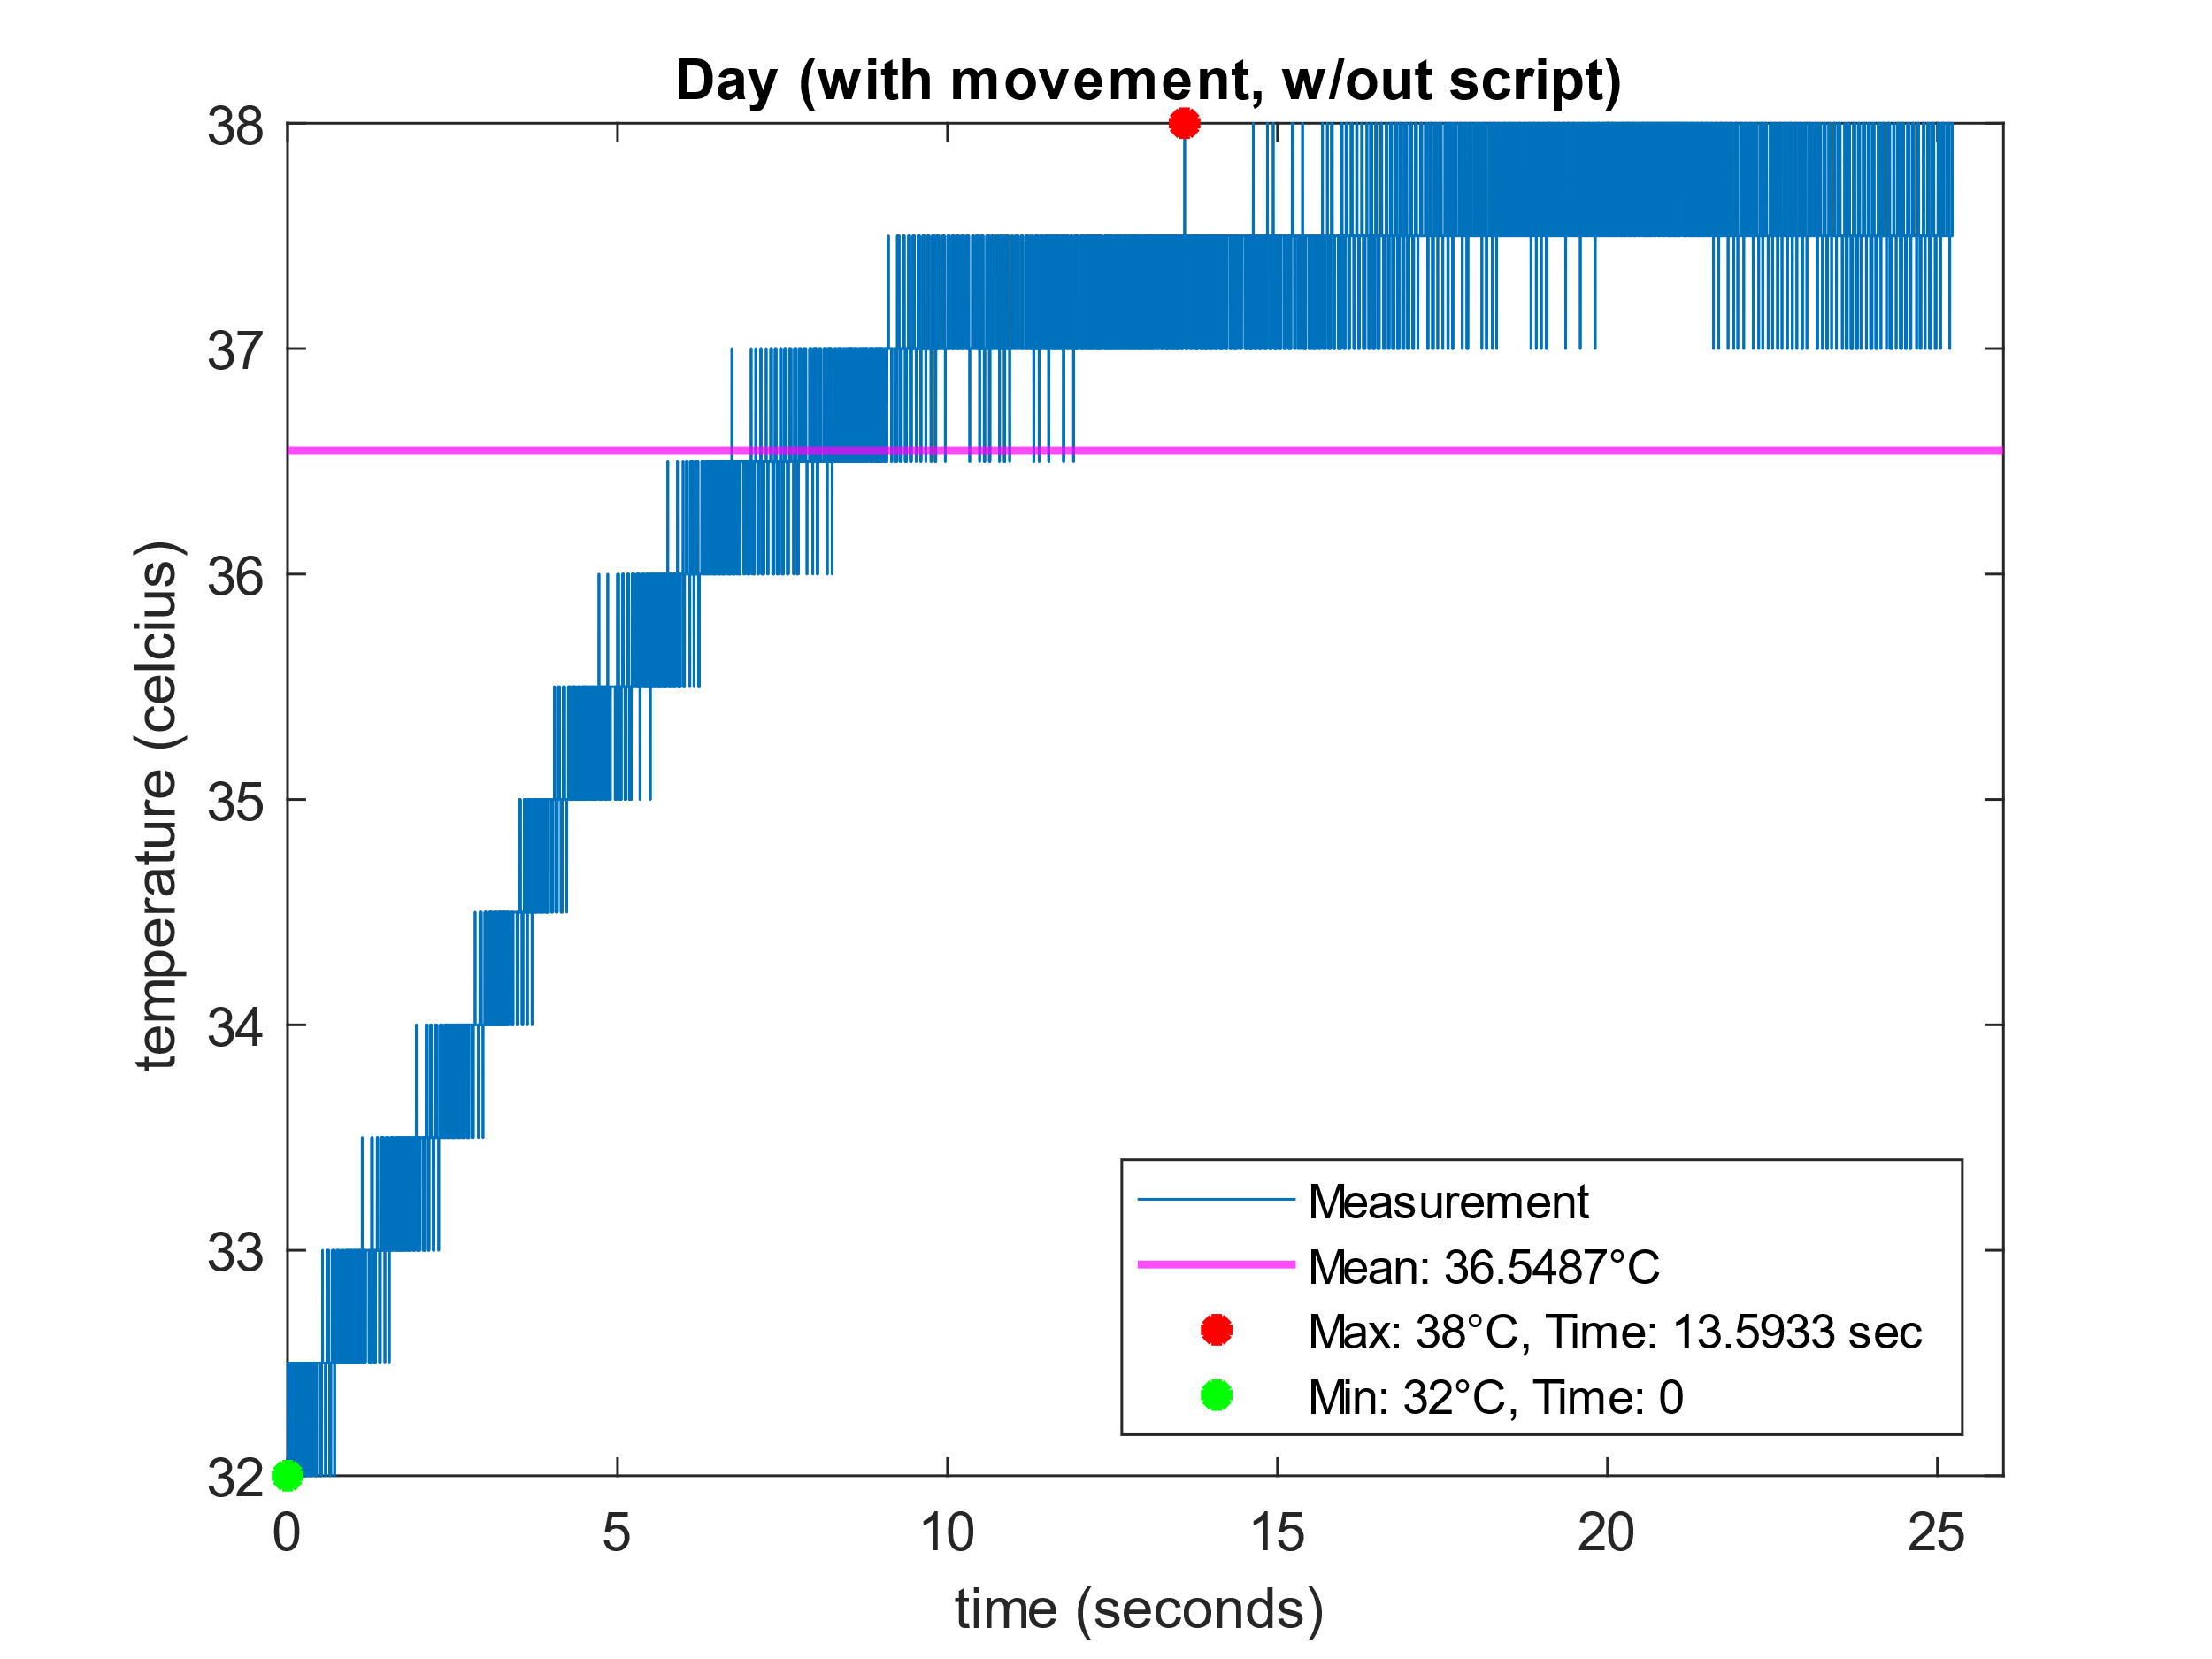 Day (with movement, w/out script)
38
37
36
35
34
33
32
temperature (celcius)
0 5 10 15 20 25
time (seconds)
Measurement
Mean: 36.5487°C
Max: 38°C, Time: 13.5933 sec
Min: 32°C, Time: 0